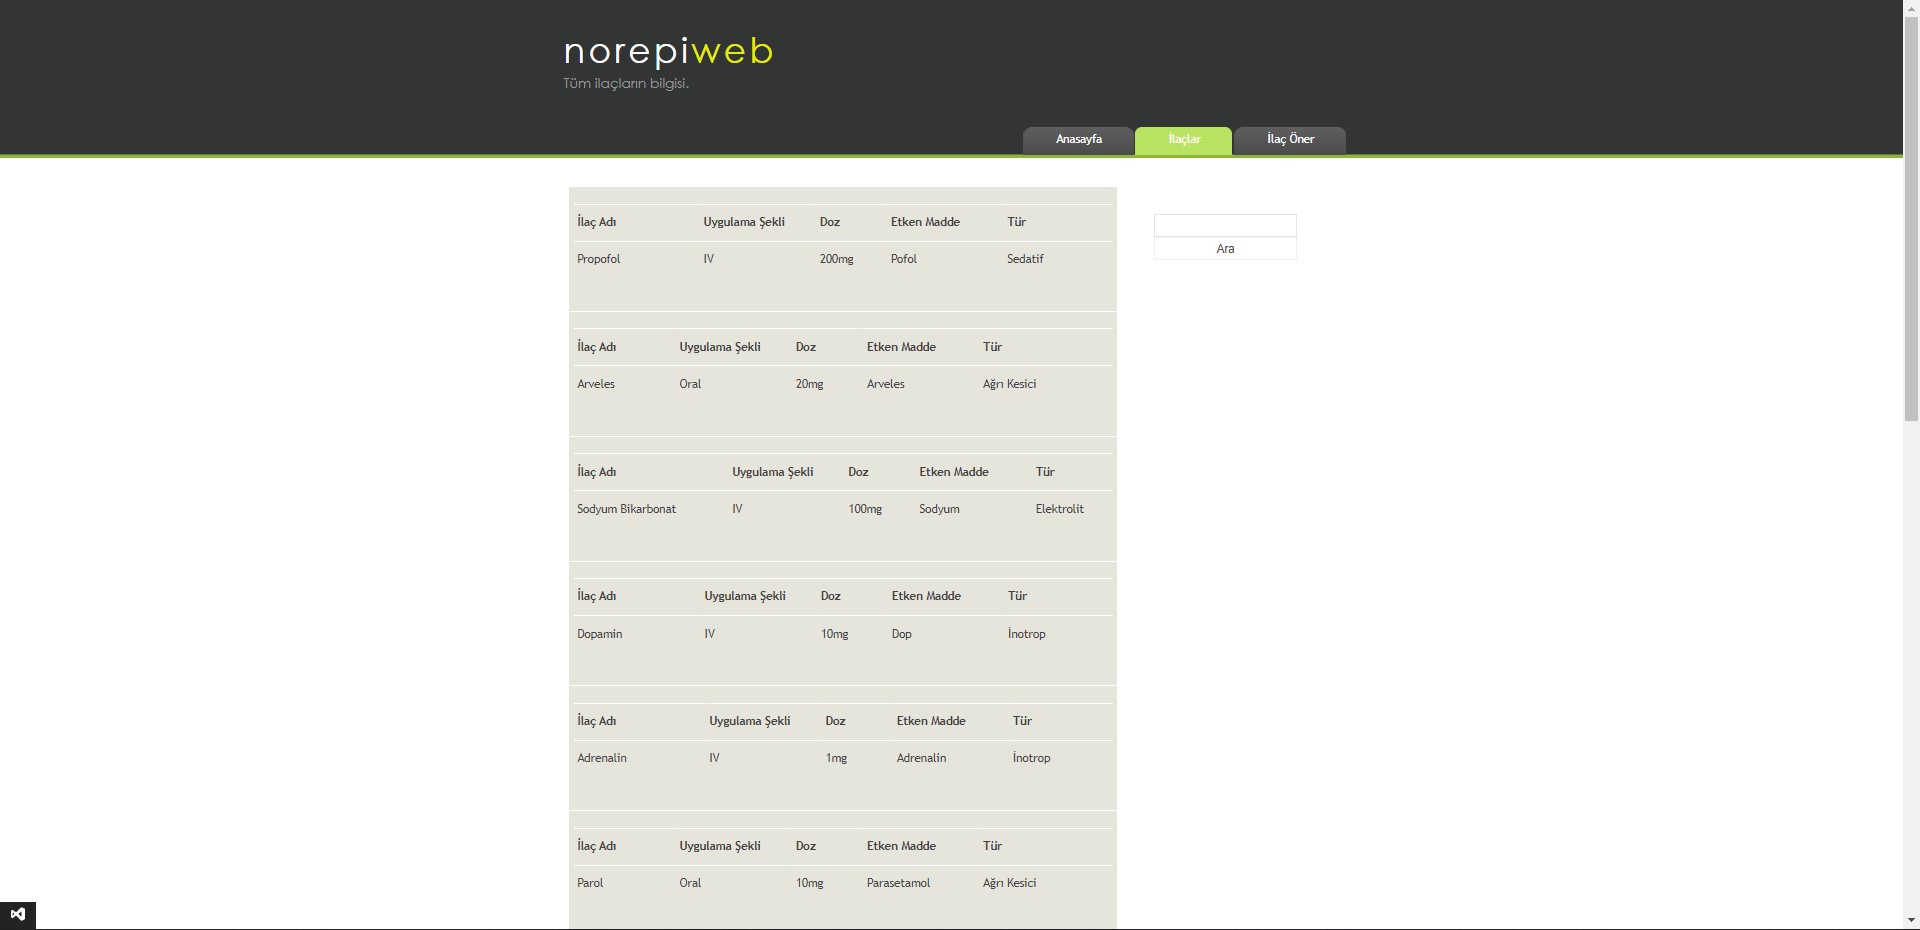 norepiweb
Tüm ilaçların bilgisi.
Anasayfa İlaçlar İlaç Öner
İlaç Adı Uygulama Şekli Doz Etken Madde Tür
Propofol IV 200mg Pofol Sedatif
Ara
İlaç Adı Uygulama Şekli Doz Etken Madde Tür
Arveles Oral 20mg Arveles Ağrı Kesici
İlaç Adı Uygulama Şekli Doz Etken Madde Tür
Sodyum Bikarbonat IV 100mg Sodyum Elektrolit
İlaç Adı Uygulama Şekli Doz Etken Madde Tür
Dopamin IV 10mg Dop İnotrop
İlaç Adı Uygulama Şekli Doz Etken Madde Tür
Adrenalin IV 1mg Adrenalin İnotrop
İlaç Adı Uygulama Şekli Doz Etken Madde Tür
Parol Oral 10mg Parasetamol Ağrı Kesici